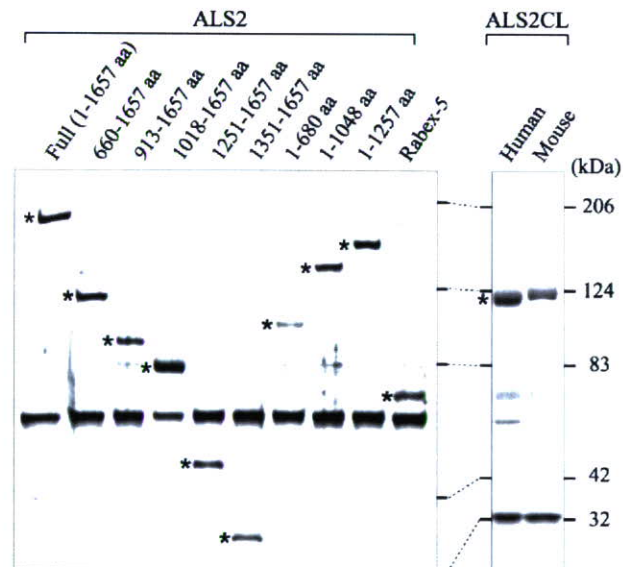 ALS2 ALS2CL
Full (1-1657 aa)
660-1657 aa
913-1657 aa
1018-1657 aa
1251-1657 aa
1351-1657 aa
1-680 aa
1-1048 aa
1-1257 aa
Rabex-5
Human
Mouse
(kDa)
* 206
*
* 124
* *
*
* 83
*
*
* 42
* 32